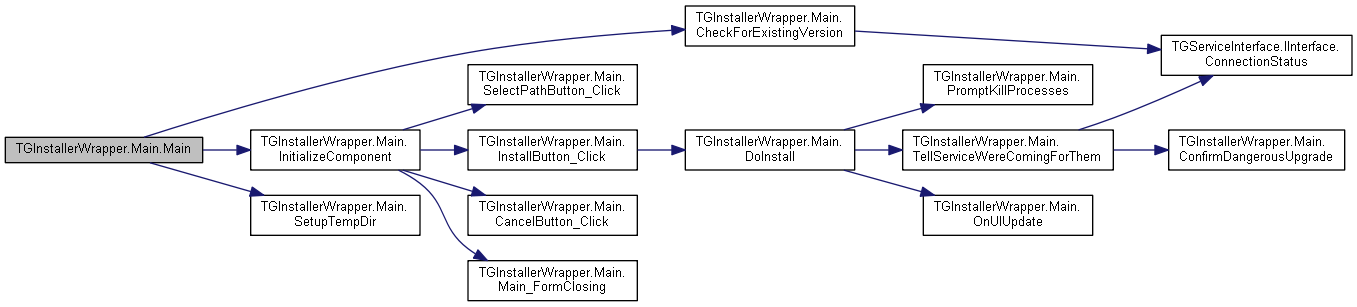 TGInstallerWrapper.Main.Main
TGInstallerWrapper.Main.
CheckForExistingVersion
TGInstallerWrapper.Main.
InitializeComponent
TGInstallerWrapper.Main.
SetupTempDir
TGInstallerWrapper.Main.
SelectPathButton_Click
TGInstallerWrapper.Main.
InstallButton_Click
TGInstallerWrapper.Main.
CancelButton_Click
TGInstallerWrapper.Main.
Main_FormClosing
TGInstallerWrapper.Main.
DoInstall
TGInstallerWrapper.Main.
PromptKillProcesses
TGInstallerWrapper.Main.
TellServiceWereComingForThem
TGInstallerWrapper.Main.
OnUIUpdate
TGServiceInterface.IInterface.
ConnectionStatus
TGInstallerWrapper.Main.
ConfirmDangerousUpgrade